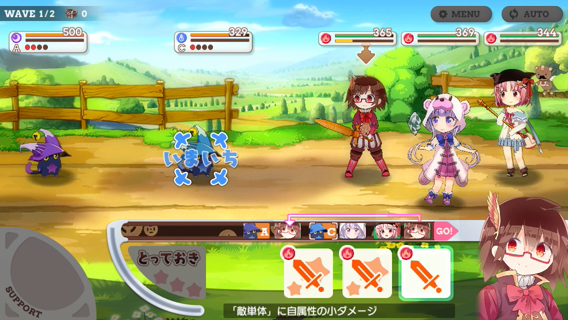 WAVE 1/2
0
MENU
AUTO
500
A
329
C
365
369
344
いまいち
A
C
GO!
とっておき
SUPPORT
「敵単体」に自属性の小ダメージ